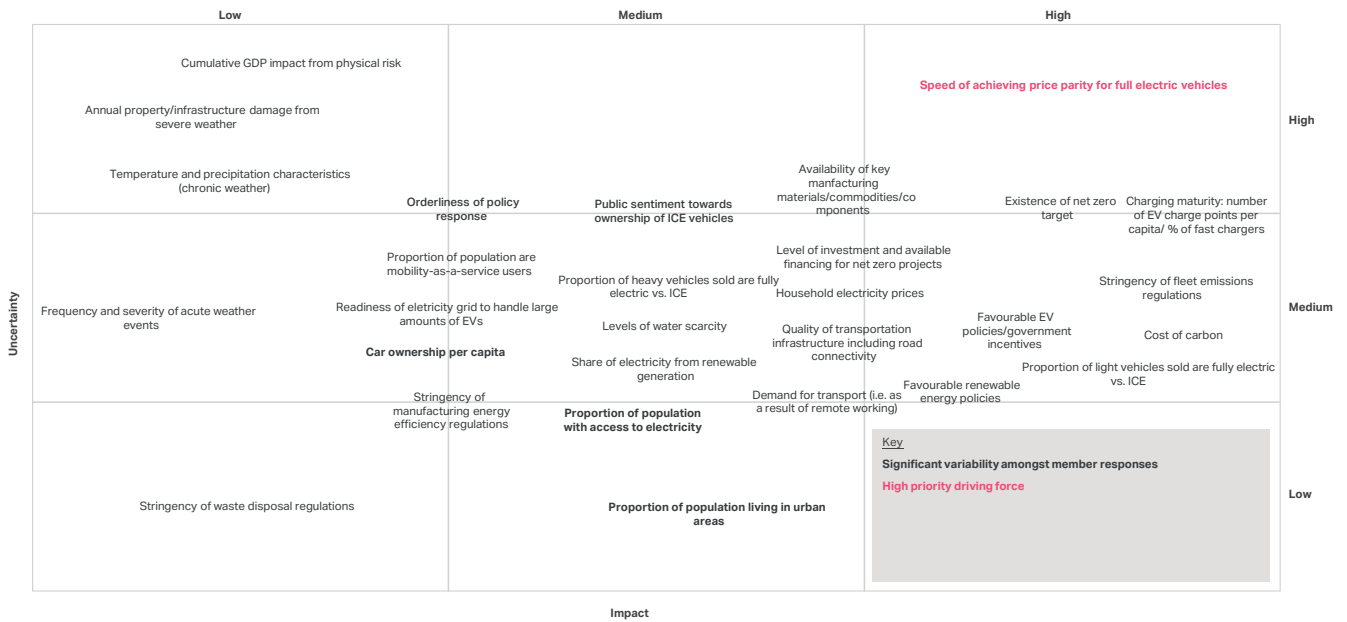 Low
Medium
High
Cumulative GDP impact from physical risk
Speed of achieving price parity for full electric vehicles
Annual property/infrastructure damage from
severe weather
High
Temperature and precipitation characteristics
(chronic weather)
Availability of key
manfacturing
materials/commodities/co
mponents
Orderliness of policy
response
Public sentiment towards
ownership of ICE vehicles
Existence of net zero
target
Charging maturity: number
of EV charge points per
capita/ % of fast chargers
Proportion of population are
mobility-as-a-service users
Level of investment and available
financing for net zero projects
Proportion of heavy vehicles sold are fully
electric vs. ICE
Household electricity prices
Stringency of fleet emissions
regulations
Uncertainty
Frequency and severity of acute weather
events
Readiness of eletricity grid to handle large
amounts of EVs
Levels of water scarcity
Quality of transportation
infrastructure including road
connectivity
Favourable EV
policies/government
incentives
Cost of carbon
Medium
Car ownership per capita
Share of electricity from renewable
generation
Proportion of light vehicles sold are fully electric
vs. ICE
Stringency of
manufacturing energy
efficiency regulations
Proportion of population
with access to electricity
Demand for transport (i.e. as
a result of remote working)
Favourable renewable
energy policies
Key
Significant variability amongst member responses
High priority driving force
Stringency of waste disposal regulations
Proportion of population living in urban
areas
Low
Impact